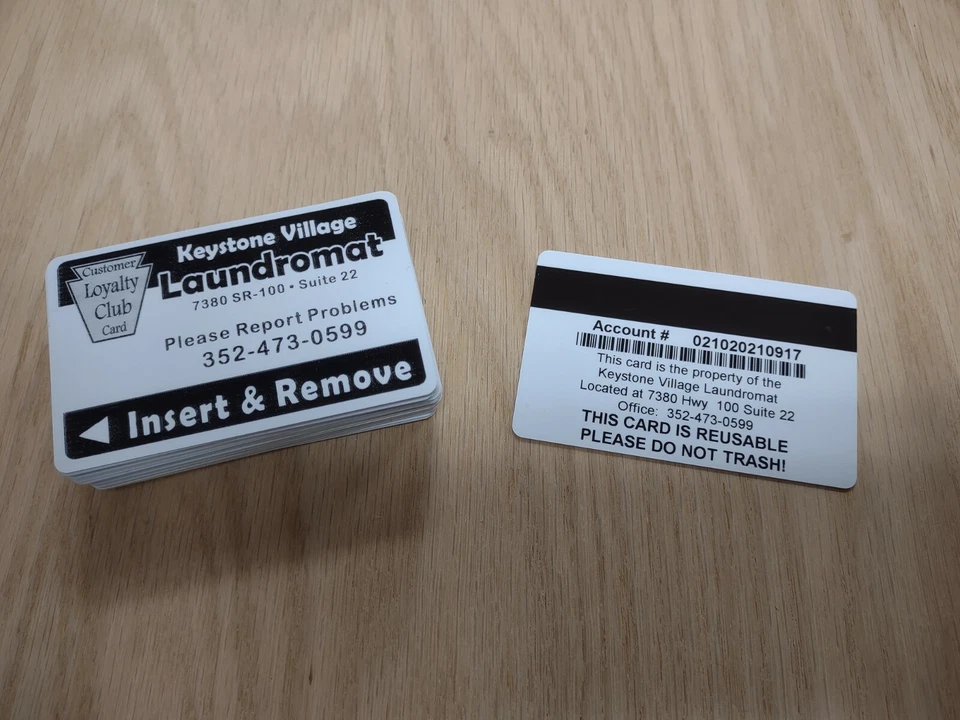 Customer
Loyalty
Club
Card
Keystone Village
Laundromat
7380 SR-100 • Suite 22
Please Report Problems
352-473-0599
Insert & Remove
Account # 021020210917
This card is the property of the
Keystone Village Laundromat
Located at 7380 Hwy 100 Suite 22
Office: 352-473-0599
THIS CARD IS REUSABLE
PLEASE DO NOT TRASH!